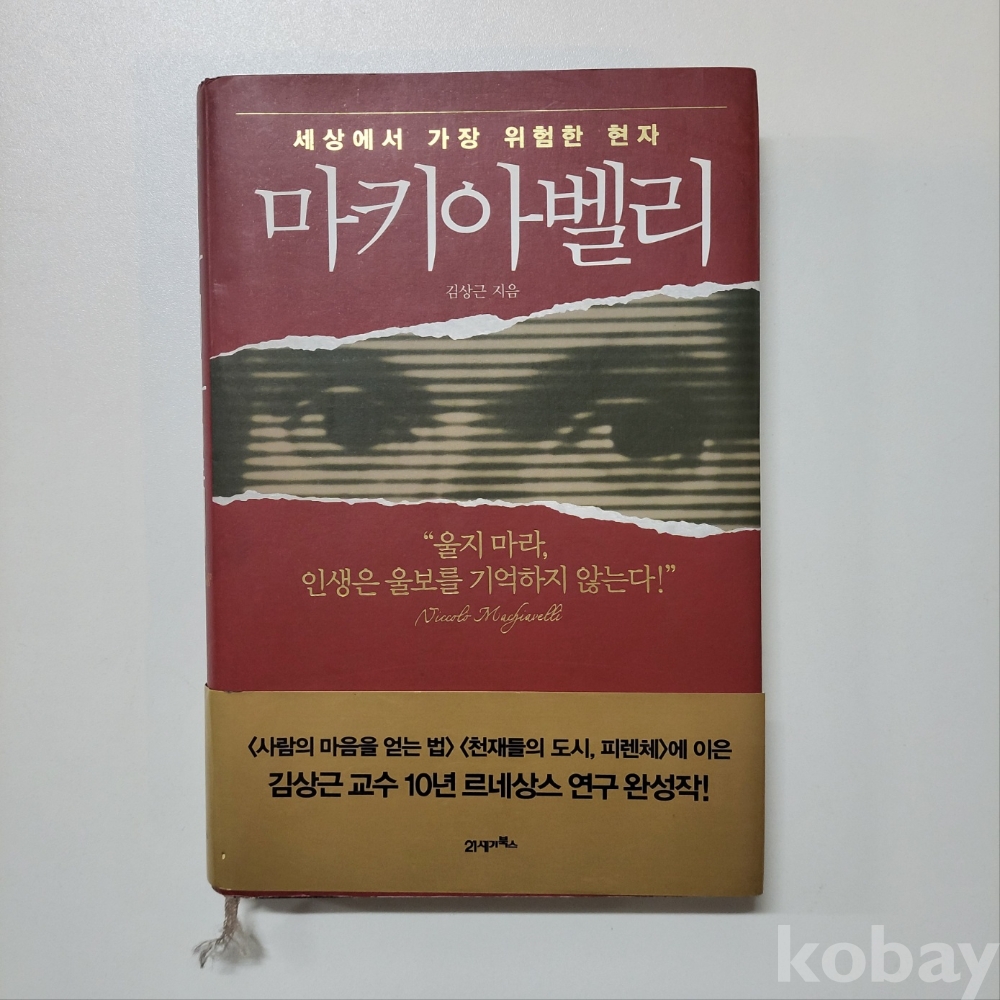 세상에서 가장 위험한 현자
마키아벨리
김상근 지음
“울지 마라,
인생은 울보를 기억하지 않는다!”
Niccolo Machiavelli
〈사람의 마음을 얻는 법〉 〈천재들의 도시, 피렌체〉에 이은
김상근 교수 10년 르네상스 연구 완성작!
21세기북스
kobay